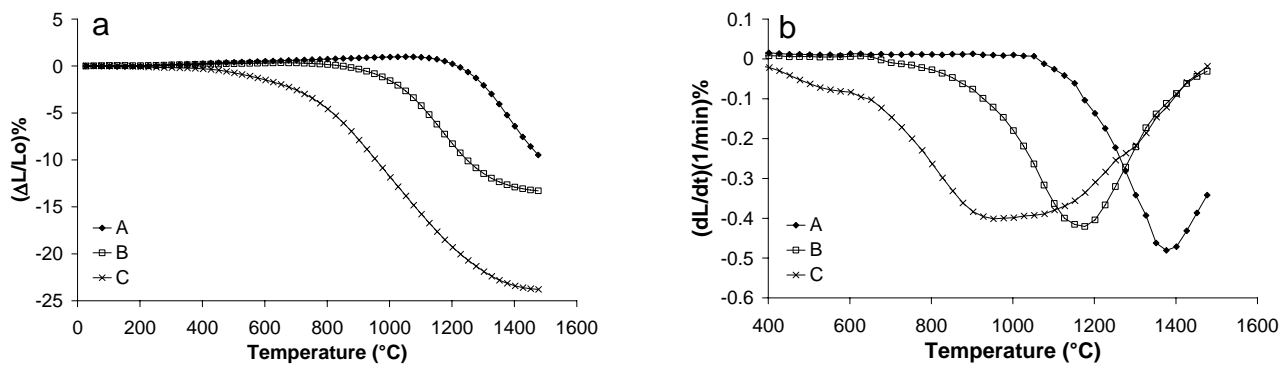 a
5
0
-5
-10
-15
-20
-25
(ΔL/Lo)%
A
B
C
0 200 400 600 800 1000 1200 1400 1600
Temperature (°C)
b
0.1
0
-0.1
-0.2
-0.3
-0.4
-0.5
-0.6
(dL/dt)(1/min)%
A
B
C
400 600 800 1000 1200 1400 1600
Temperature (°C)